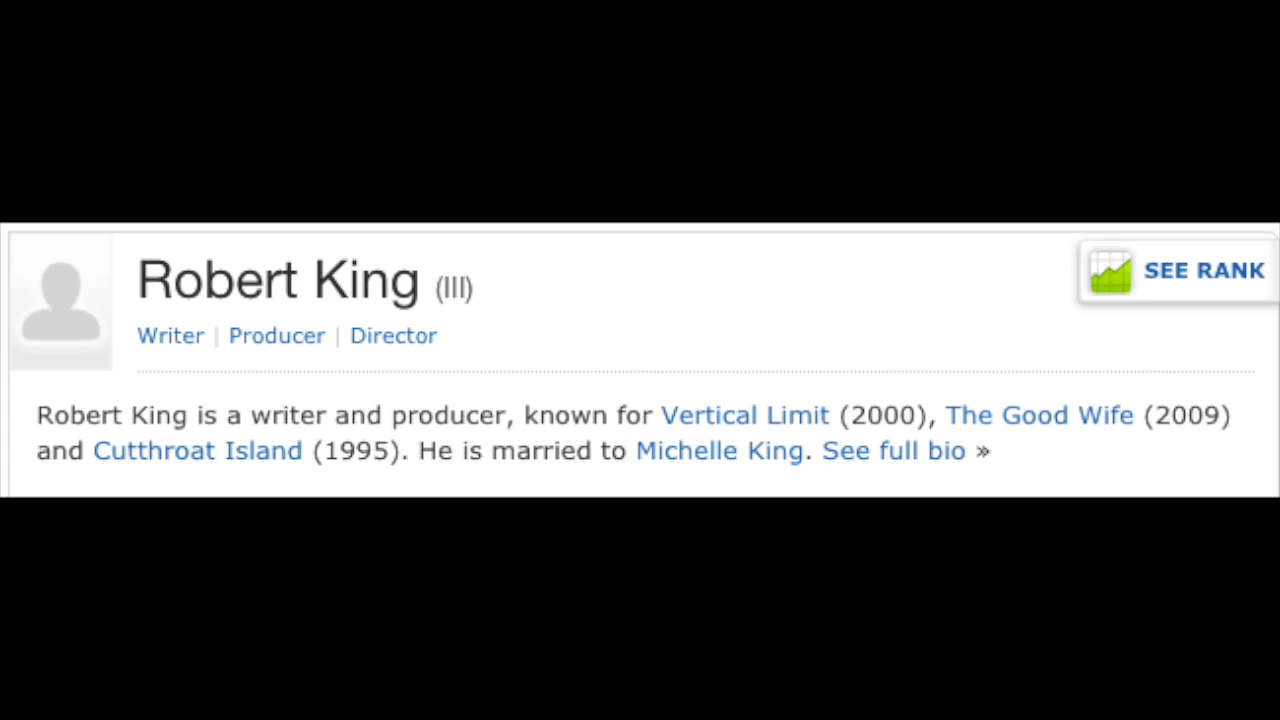 Robert King (III)
SEE RANK
Writer | Producer | Director
Robert King is a writer and producer, known for Vertical Limit (2000), The Good Wife (2009)
and Cutthroat Island (1995). He is married to Michelle King. See full bio »